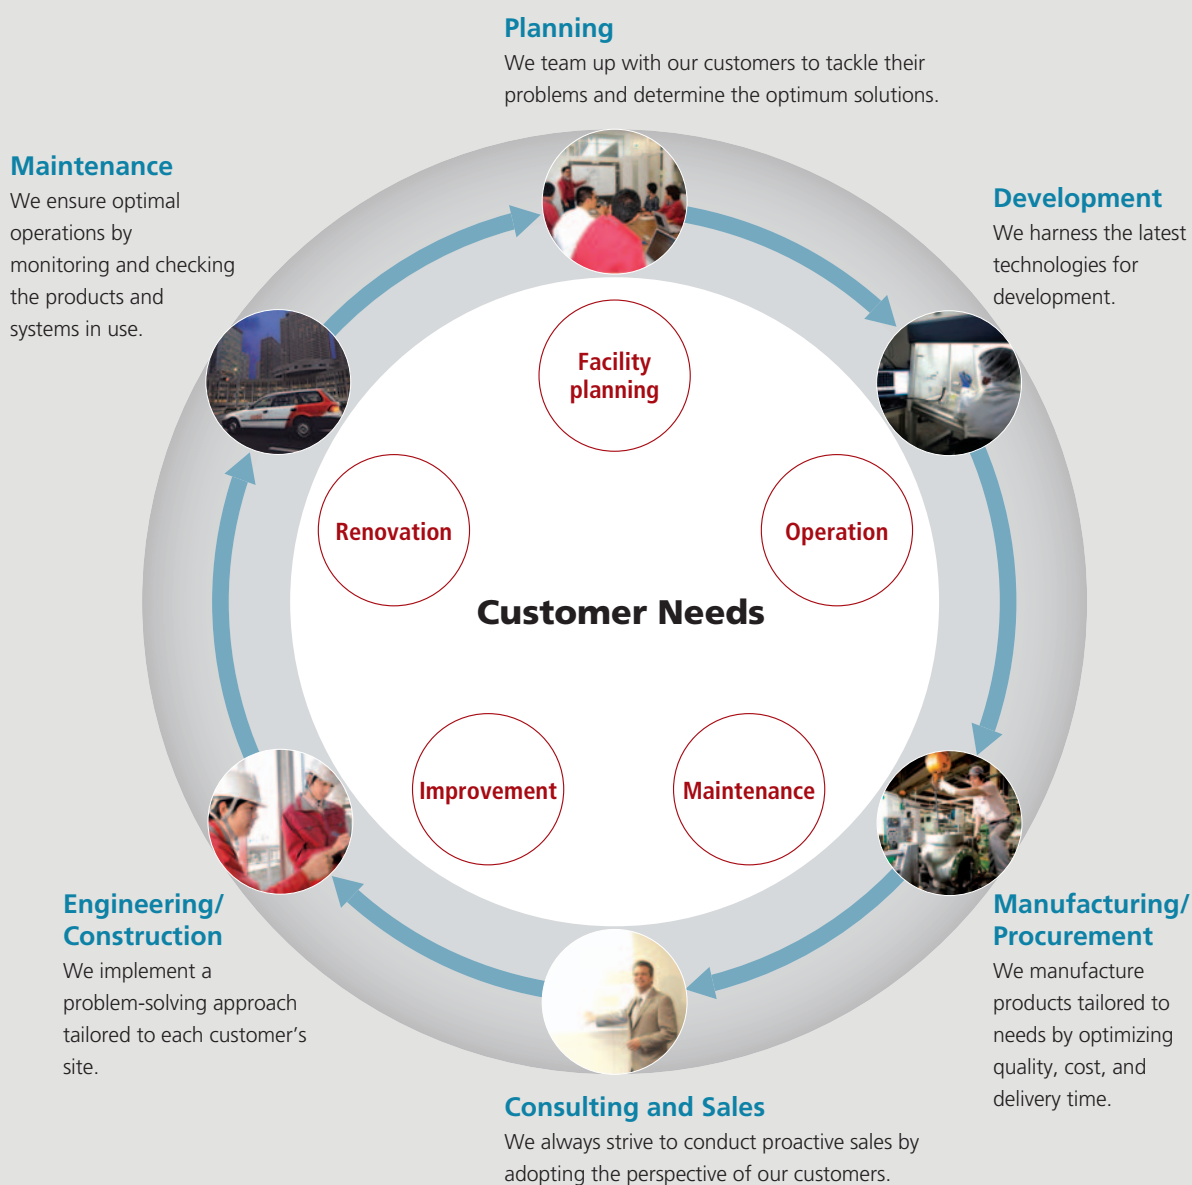 Planning
We team up with our customers to tackle their
problems and determine the optimum solutions.
Maintenance
We ensure optimal
operations by
monitoring and checking
the products and
systems in use.
Development
We harness the latest
technologies for
development.
Facility
planning
Renovation
Operation
Customer Needs
Improvement
Maintenance
Engineering/
Construction
We implement a
problem-solving approach
tailored to each customer’s
site.
Manufacturing/
Procurement
We manufacture
products tailored to
needs by optimizing
quality, cost, and
delivery time.
Consulting and Sales
We always strive to conduct proactive sales by
adopting the perspective of our customers.